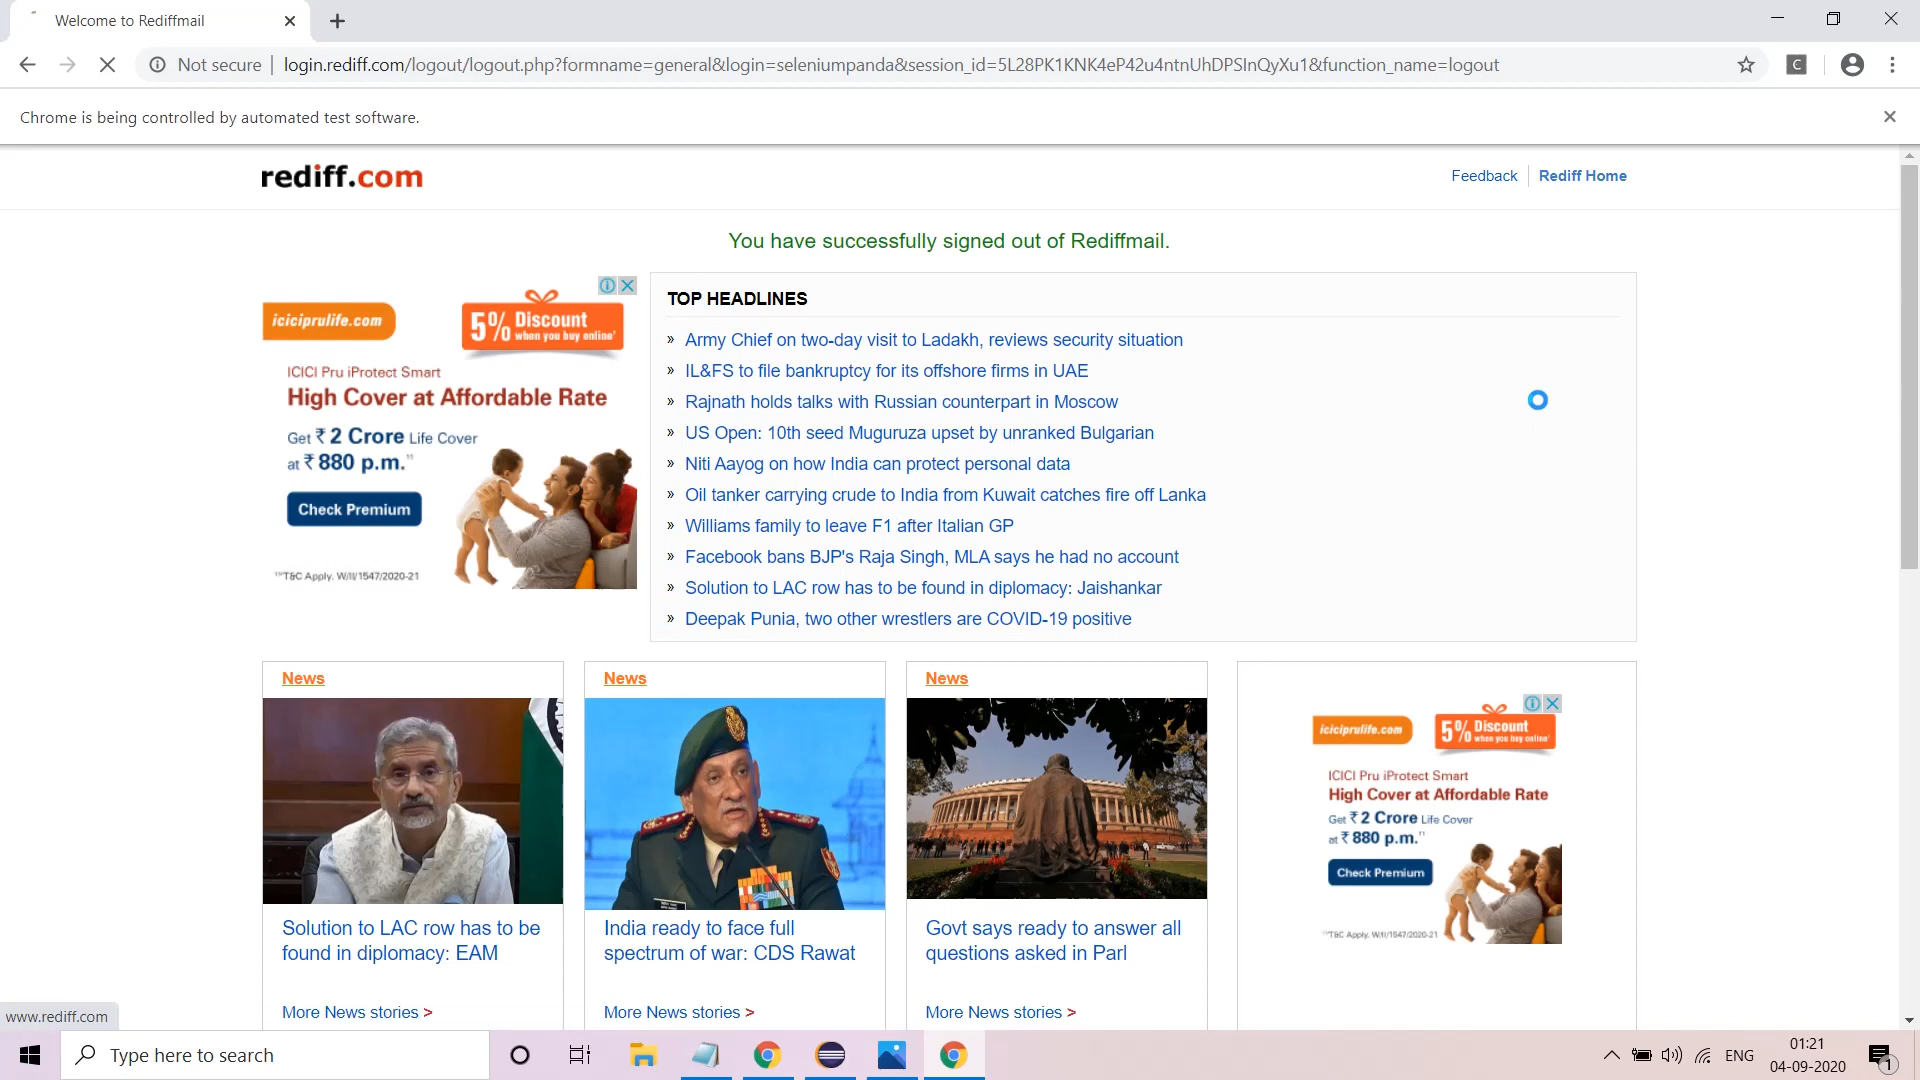 Welcome to Rediffmail
Not secure | login.rediff.com/logout/logout.php?formname=general&login=seleniumpanda&session_id=5L28PK1KNK4eP42u4ntnUhDPSInQyXu1&function_name=logout
C
Chrome is being controlled by automated test software.
rediff.com
Feedback
Rediff Home
You have successfully signed out of Rediffmail.
iciciprulife.com
5% Discount
when you buy online
ICICI Pru iProtect Smart
High Cover at Affordable Rate
Get ₹ 2 Crore Life Cover
at ₹ 880 p.m.
Check Premium
T&C Apply. W/II/1547/2020-21
TOP HEADLINES
» Army Chief on two-day visit to Ladakh, reviews security situation
» IL&FS to file bankruptcy for its offshore firms in UAE
» Rajnath holds talks with Russian counterpart in Moscow
» US Open: 10th seed Muguruza upset by unranked Bulgarian
» Niti Aayog on how India can protect personal data
» Oil tanker carrying crude to India from Kuwait catches fire off Lanka
» Williams family to leave F1 after Italian GP
» Facebook bans BJP's Raja Singh, MLA says he had no account
» Solution to LAC row has to be found in diplomacy: Jaishankar
» Deepak Punia, two other wrestlers are COVID-19 positive
News
Solution to LAC row has to be
found in diplomacy: EAM
More News stories >
News
India ready to face full
spectrum of war: CDS Rawat
More News stories >
News
Govt says ready to answer all
questions asked in Parl
More News stories >
iciciprulife.com
5% Discount
when you buy online
ICICI Pru iProtect Smart
High Cover at Affordable Rate
Get ₹ 2 Crore Life Cover
at ₹ 880 p.m.
Check Premium
T&C Apply. W/II/1547/2020-21
www.rediff.com
Type here to search
ENG
01:21
04-09-2020
1